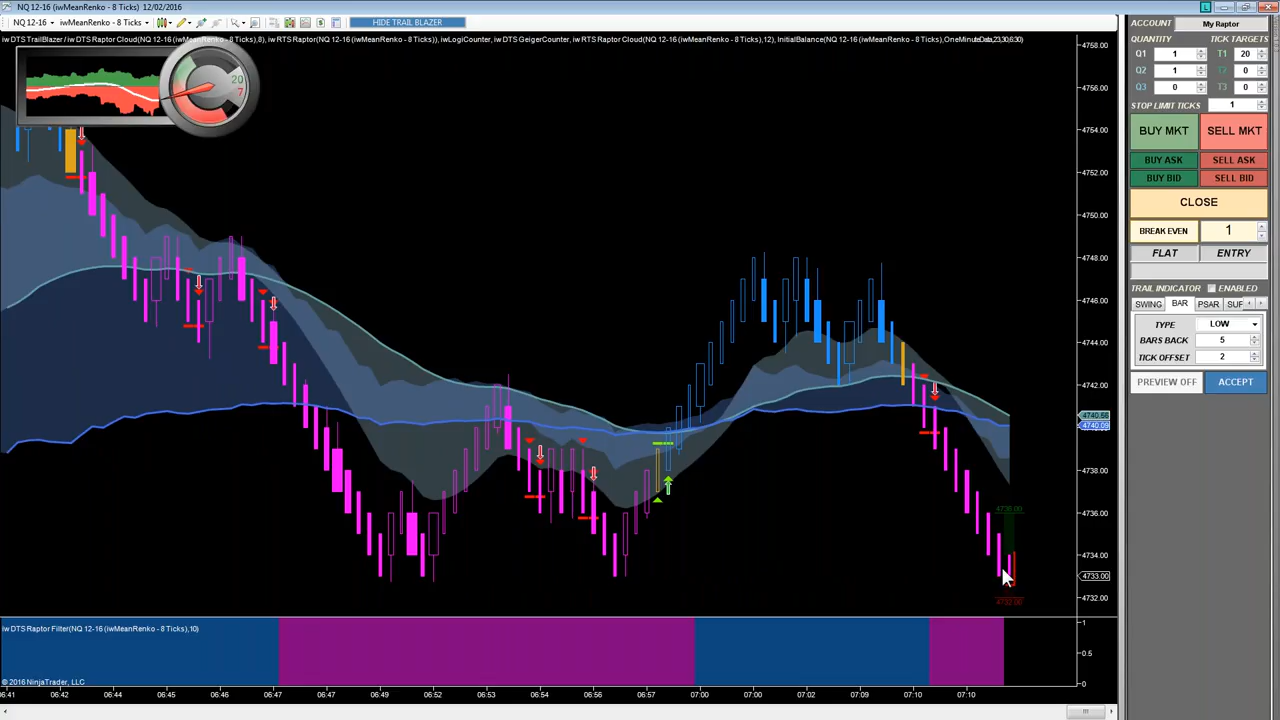 NQ 12-16 (iwMeanRenko - 8 Ticks) 12/02/2016
NQ 12-16 iwMeanRenko - 8 Ticks HIDE TRAIL BLAZER
iw DTS TrailBlazer / iw DTS Raptor Cloud(NQ 12-16 (iwMeanRenko - 8 Ticks),8), iw RTS Raptor(NQ 12-16 (iwMeanRenko - 8 Ticks)), iwLogiCounter, iw DTS GeigerCounter, iw RTS Raptor Cloud(NQ 12-16 (iwMeanRenko - 8 Ticks),12), InitialBalance(NQ 12-16 (iwMeanRenko - 8 Ticks),OneMinute
20
7
4758.00
4756.00
4754.00
4752.00
4750.00
4748.00
4746.00
4744.00
4742.00
4740.66
4740.09
4738.00
4736.00
4734.00
4733.00
4732.00
4736.00
4732.00
iw DTS Raptor Filter(NQ 12-16 (iwMeanRenko - 8 Ticks),10)
1
0.5
0
© 2016 NinjaTrader, LLC
06:41 06:42 06:44 06:45 06:46 06:47 06:47 06:49 06:52 06:53 06:54 06:56 06:57 07:00 07:00 07:02 07:09 07:10 07:10
ACCOUNT My Raptor
QUANTITY TICK TARGETS
Q1 1 T1 20
Q2 1 T2 0
Q3 0 T3 0
STOP LIMIT TICKS 1
BUY MKT SELL MKT
BUY ASK SELL ASK
BUY BID SELL BID
CLOSE
BREAK EVEN 1
FLAT ENTRY
TRAIL INDICATOR ENABLED
SWING BAR PSAR
TYPE LOW
BARS BACK 5
TICK OFFSET 2
PREVIEW OFF ACCEPT